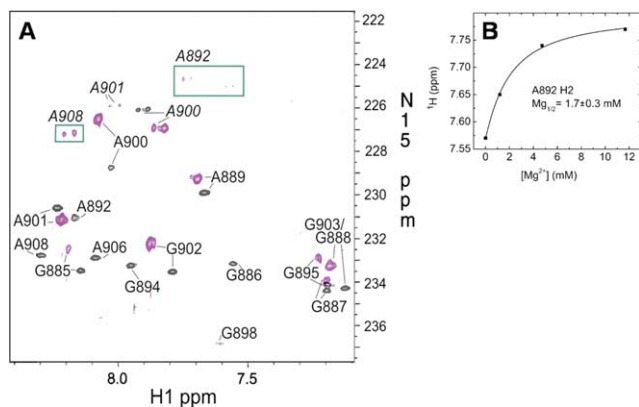 A
A892
A901
A908
A900
A900
A889
A901
A892
A908
A906
G885
G902
G894
G886
G903/
G888
G895
G887
G898
222
224
226
228
230
232
234
236
N15 ppm
8.0
7.5
H1 ppm
B
7.75
7.70
7.65
7.60
7.55
¹H (ppm)
A892 H2
Mg₁/₂= 1.7±0.3 mM
0
2
4
6
8
10
12
[Mg²⁺] (mM)